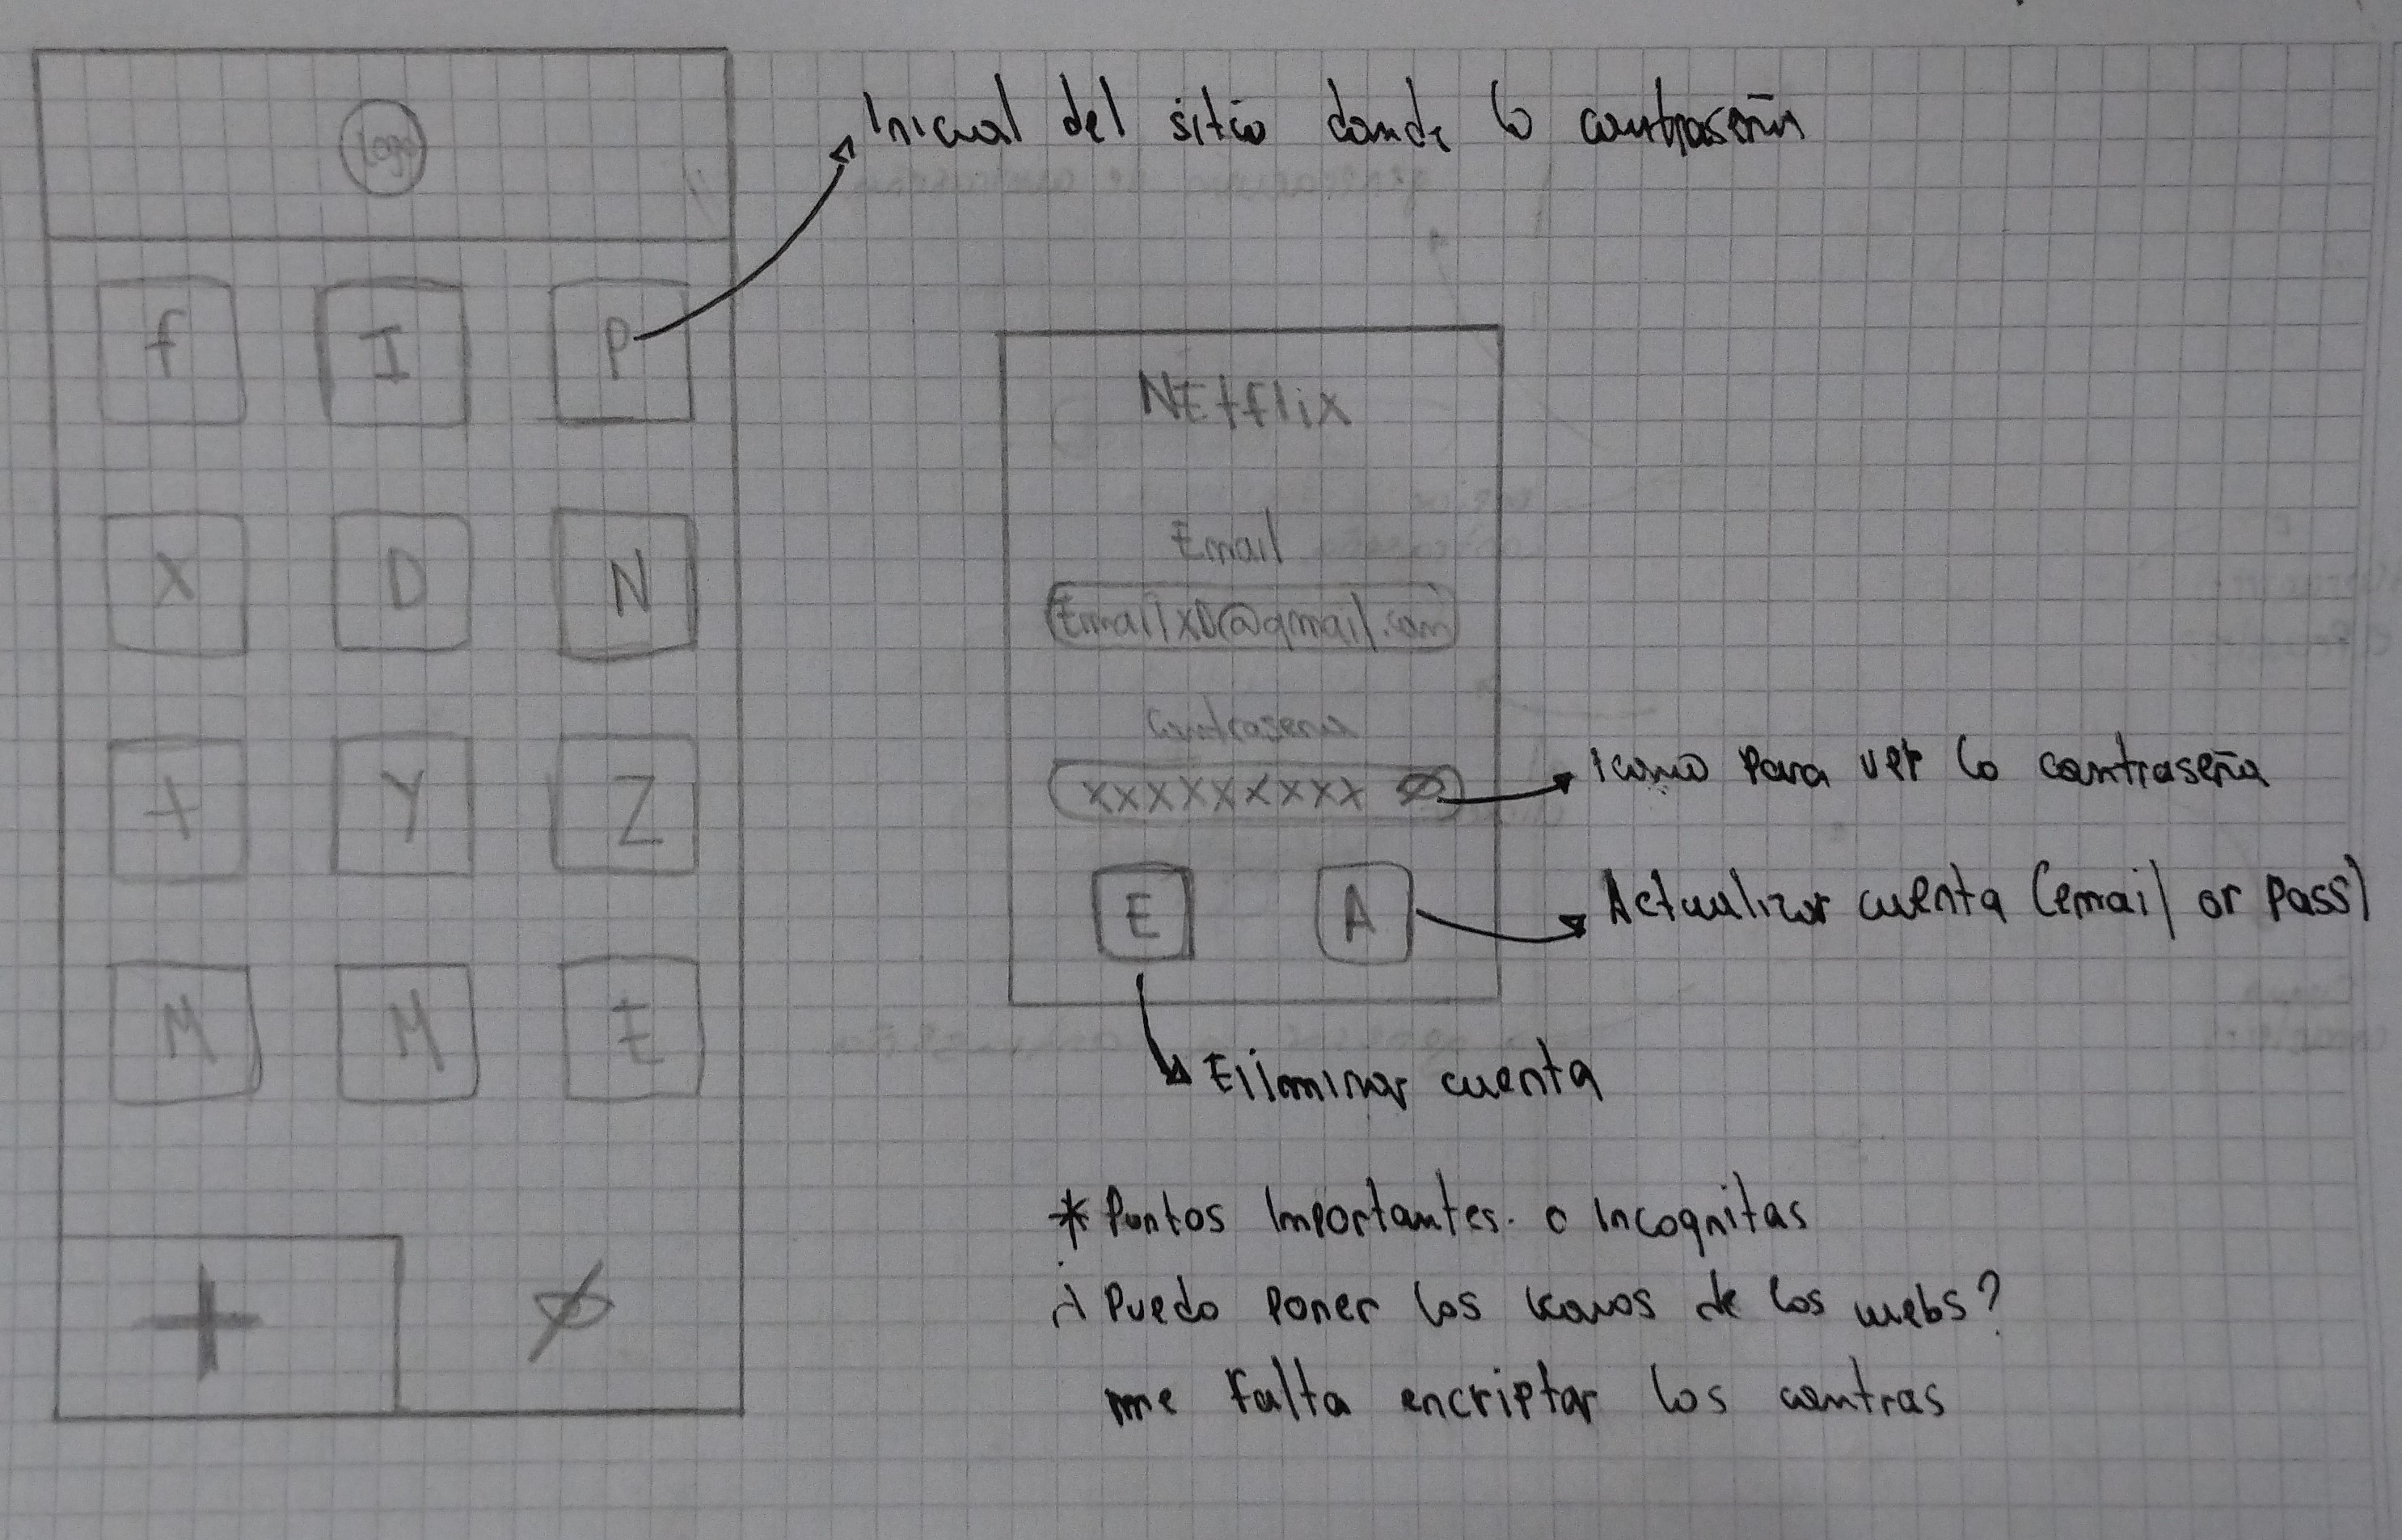 logo
Inicial del sitio donde la contraseña
f I P
X D N
+ Y Z
M M E
+
NEtflix
Email
Email1xD@gmail.com
Contraseña
xxxxxxxxx
Icono Para ver la contraseña
E A
Actualizar cuenta (email or Pass)
Eliminar cuenta
* Puntos Importantes. o Incognitas
¿Puedo Poner los iconos de las webs?
me Falta encriptar las contras